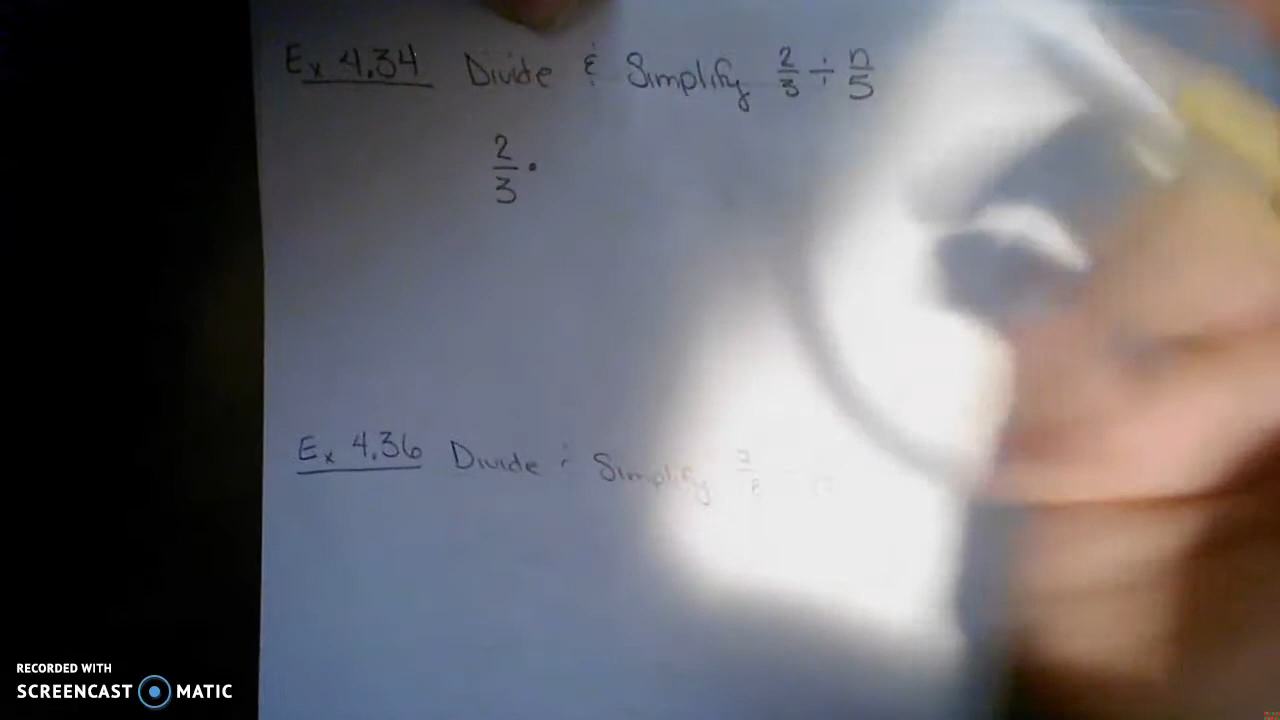 Ex 4.34 Divide & Simplify 2/3 ÷ n/5
2/3 ·
Ex 4.36 Divide & Simplify
RECORDED WITH
SCREENCAST MATIC